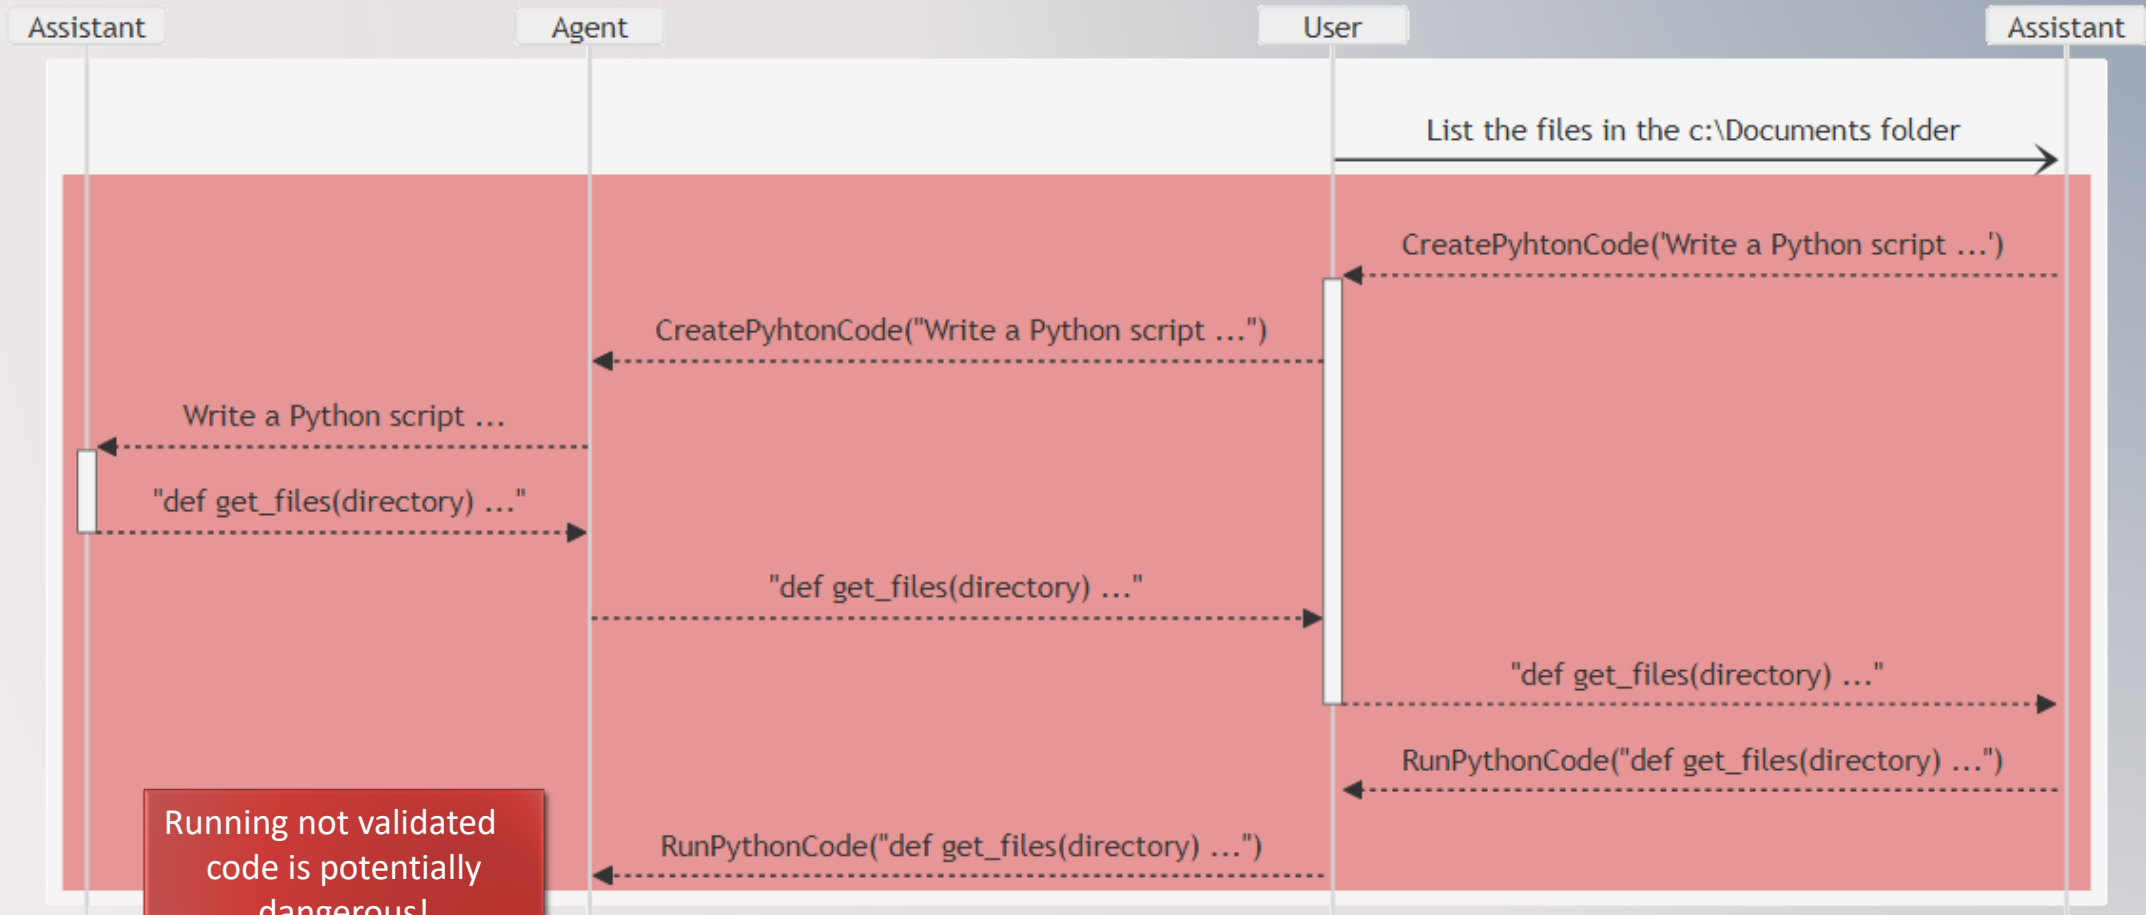 Assistant
Agent
User
Assistant
List the files in the c:\Documents folder
CreatePyhtonCode('Write a Python script ...')
CreatePyhtonCode("Write a Python script ...")
Write a Python script ...
"def get_files(directory) ..."
"def get_files(directory) ..."
"def get_files(directory) ..."
RunPythonCode("def get_files(directory) ...")
RunPythonCode("def get_files(directory) ...")
Running not validated
code is potentially
dangerous!